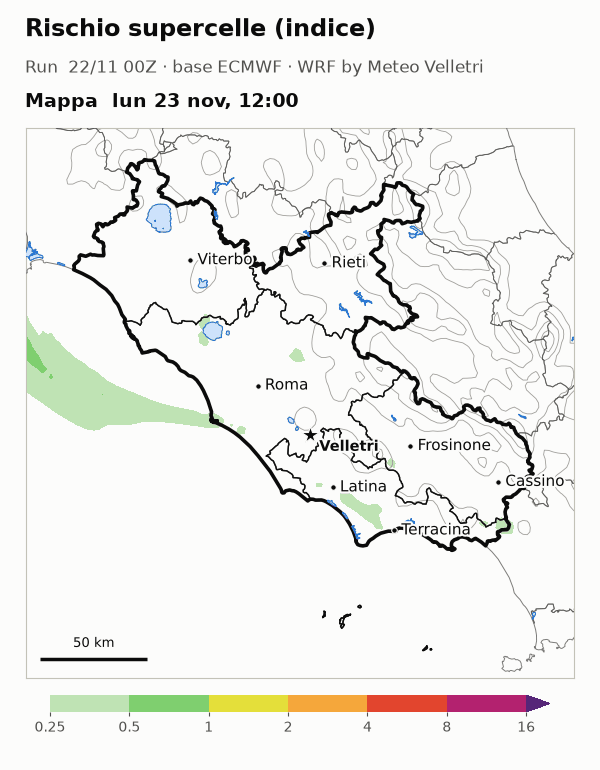 Rischio supercelle (indice)
Run 22/11 00Z · base ECMWF · WRF by Meteo Velletri
Mappa lun 23 nov, 12:00
Viterbo
Rieti
Roma
Velletri
Frosinone
Latina
Cassino
Terracina
50 km
0.25 0.5 1 2 4 8 16